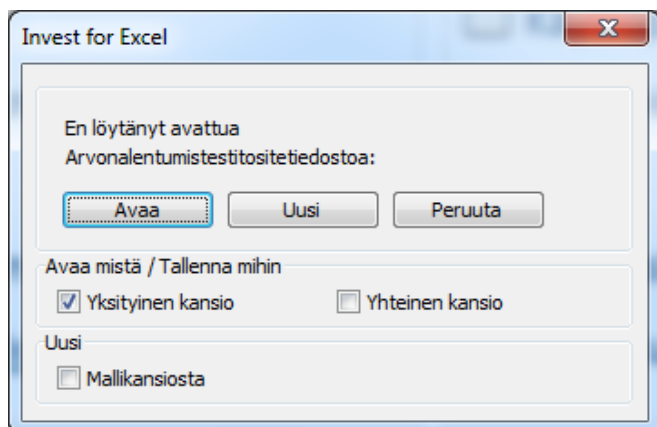 Invest for Excel
En löytänyt avattua
Arvonalentumistestitositetiedostoa:
Avaa
Uusi
Peruuta
Avaa mistä / Tallenna mihin
Yksityinen kansio
Yhteinen kansio
Uusi
Mallikansiosta